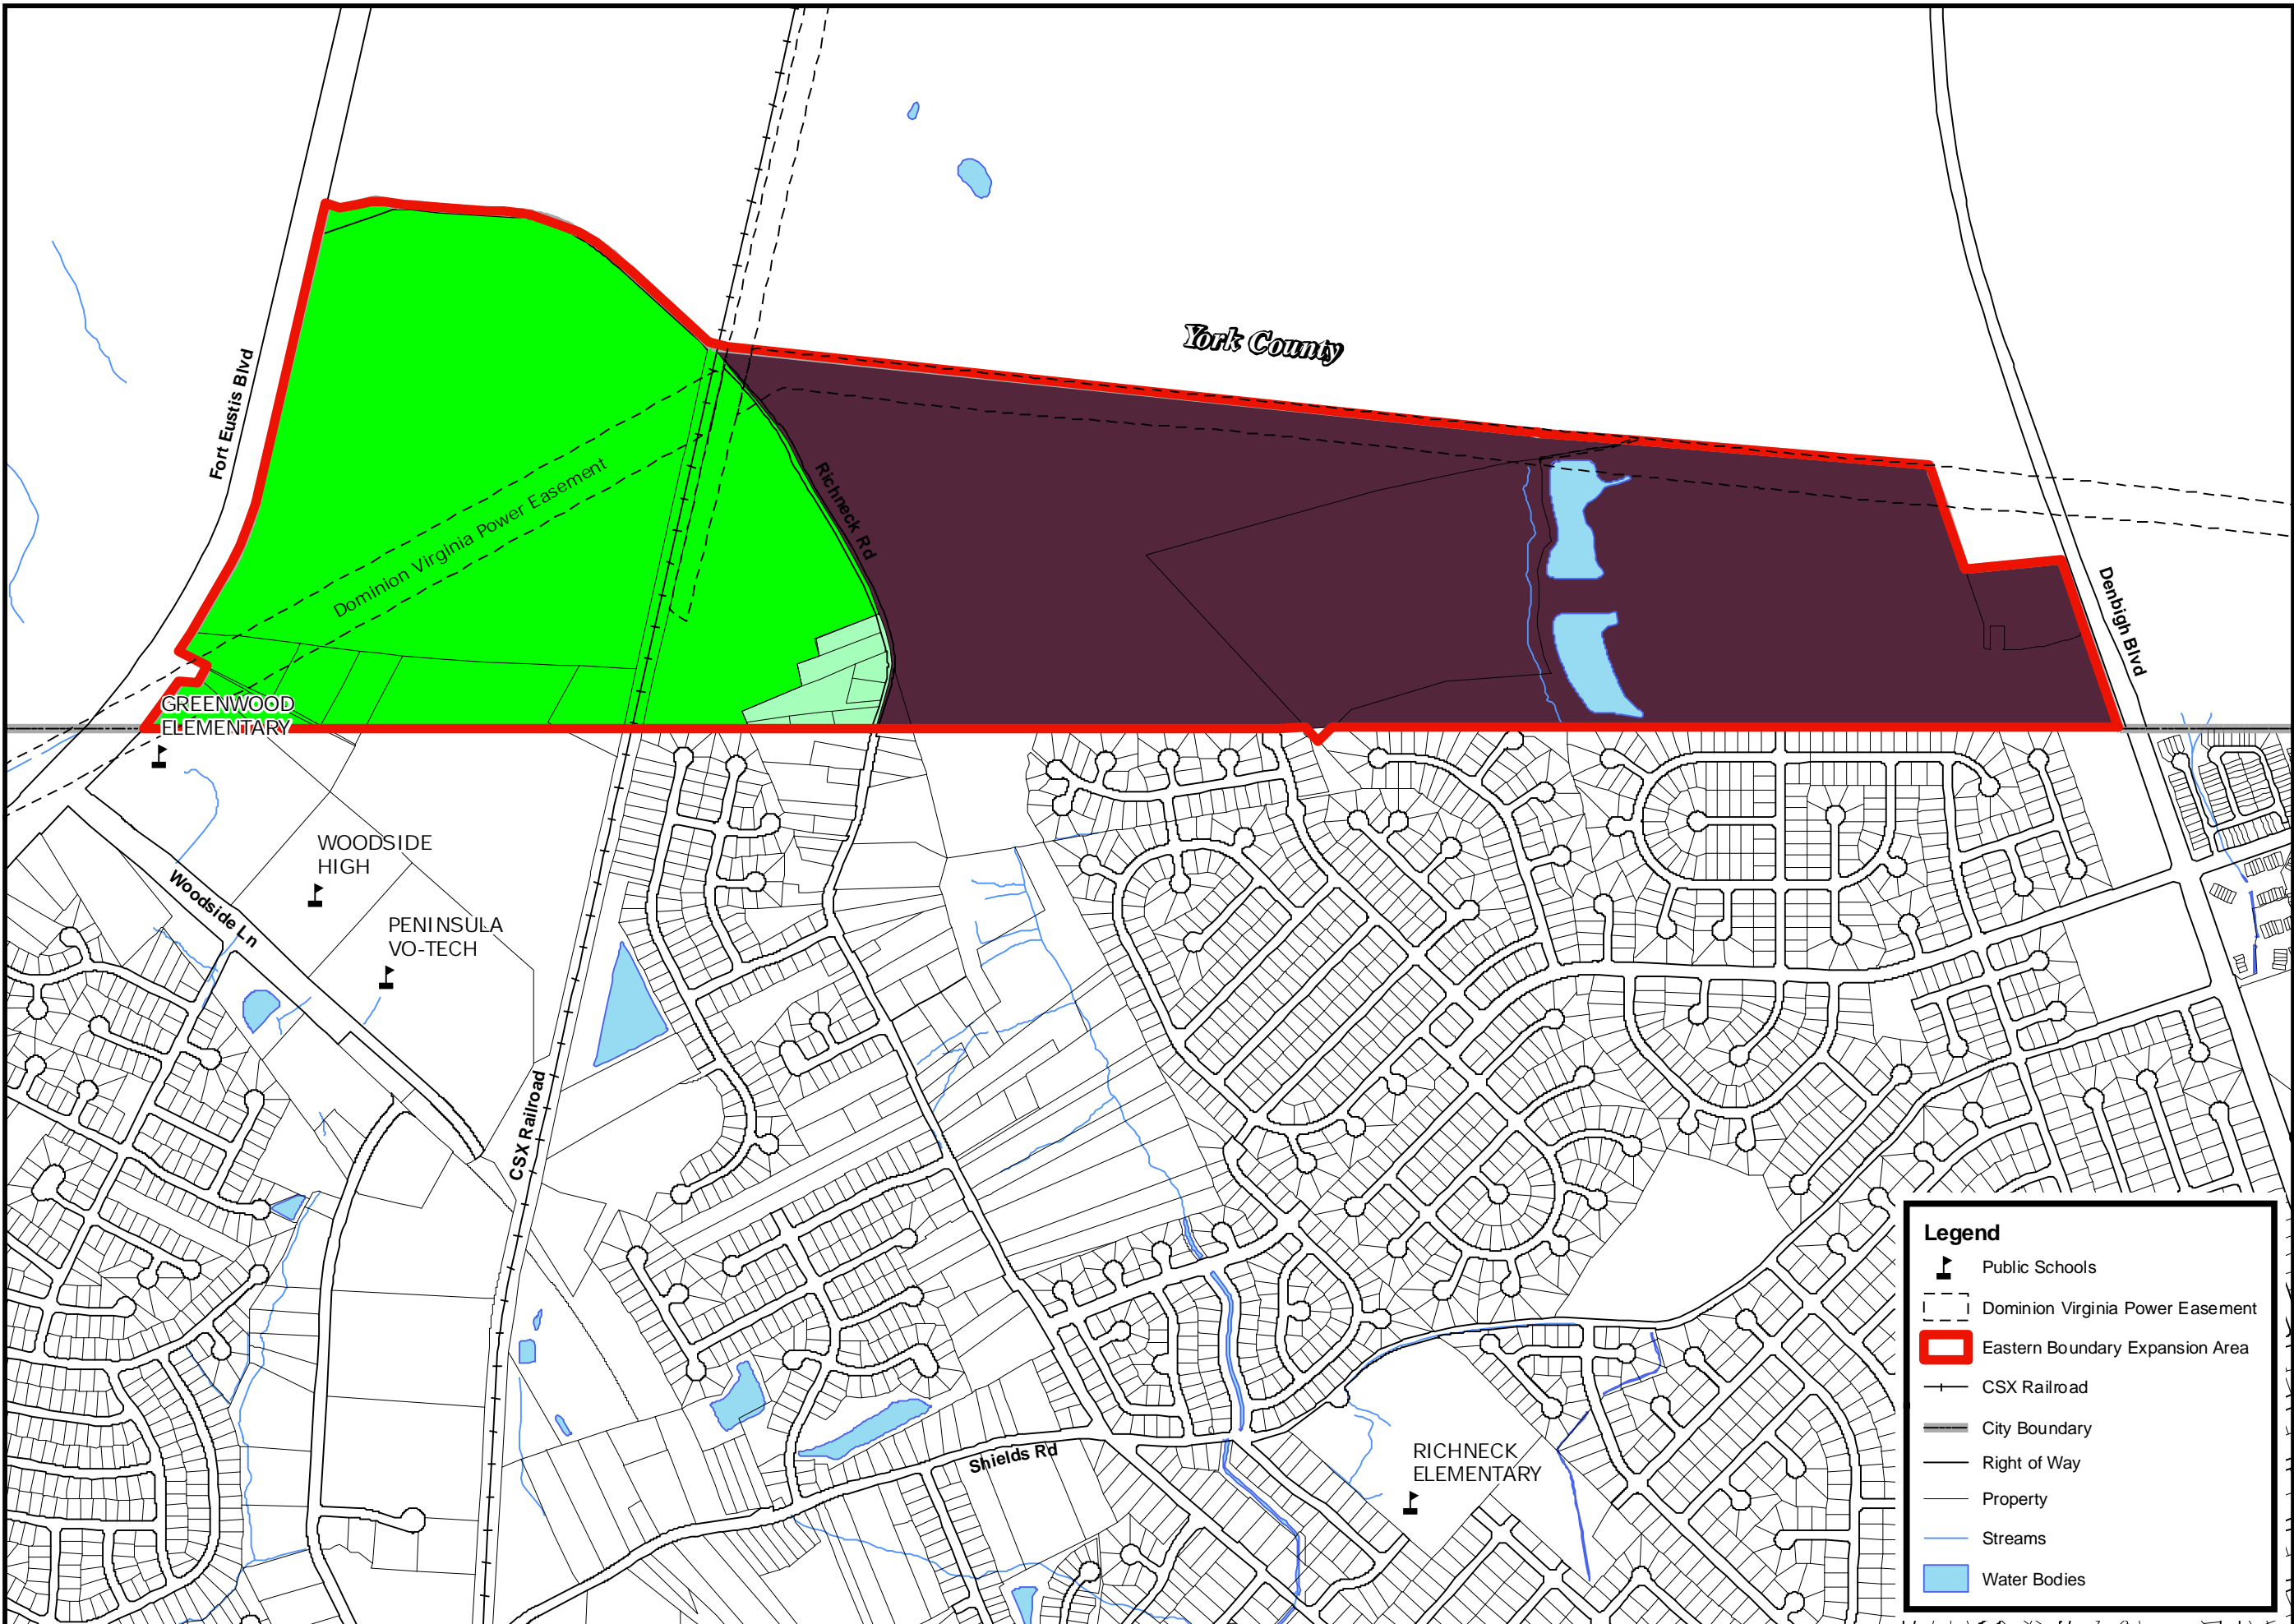 York County
Fort Eustis Blvd
Dominion Virginia Power Easement
Richneck Rd
Denbigh Blvd
GREENWOOD
ELEMENTARY
WOODSIDE
HIGH
Woodside Ln
PENINSULA
VO-TECH
CSX Railroad
Shields Rd
RICHNECK
ELEMENTARY
Legend
Public Schools
Dominion Virginia Power Easement
Eastern Boundary Expansion Area
CSX Railroad
City Boundary
Right of Way
Property
Streams
Water Bodies